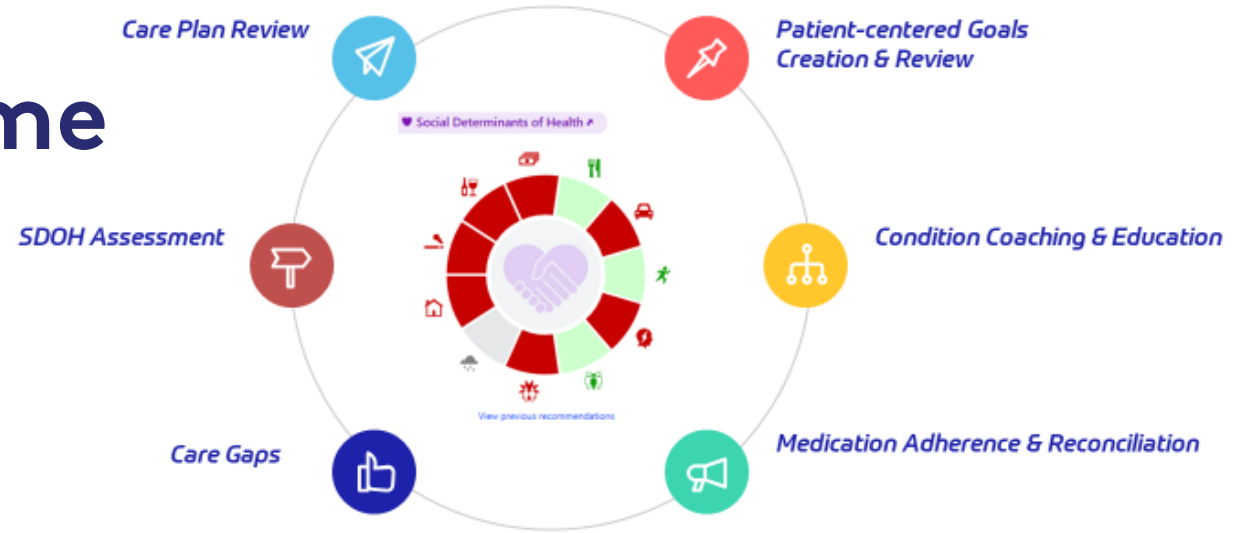 Care Plan Review
Patient-centered Goals
Creation & Review
me
Social Determinants of Health
SDOH Assessment
Condition Coaching & Education
View previous recommendations
Care Gaps
Medication Adherence & Reconciliation